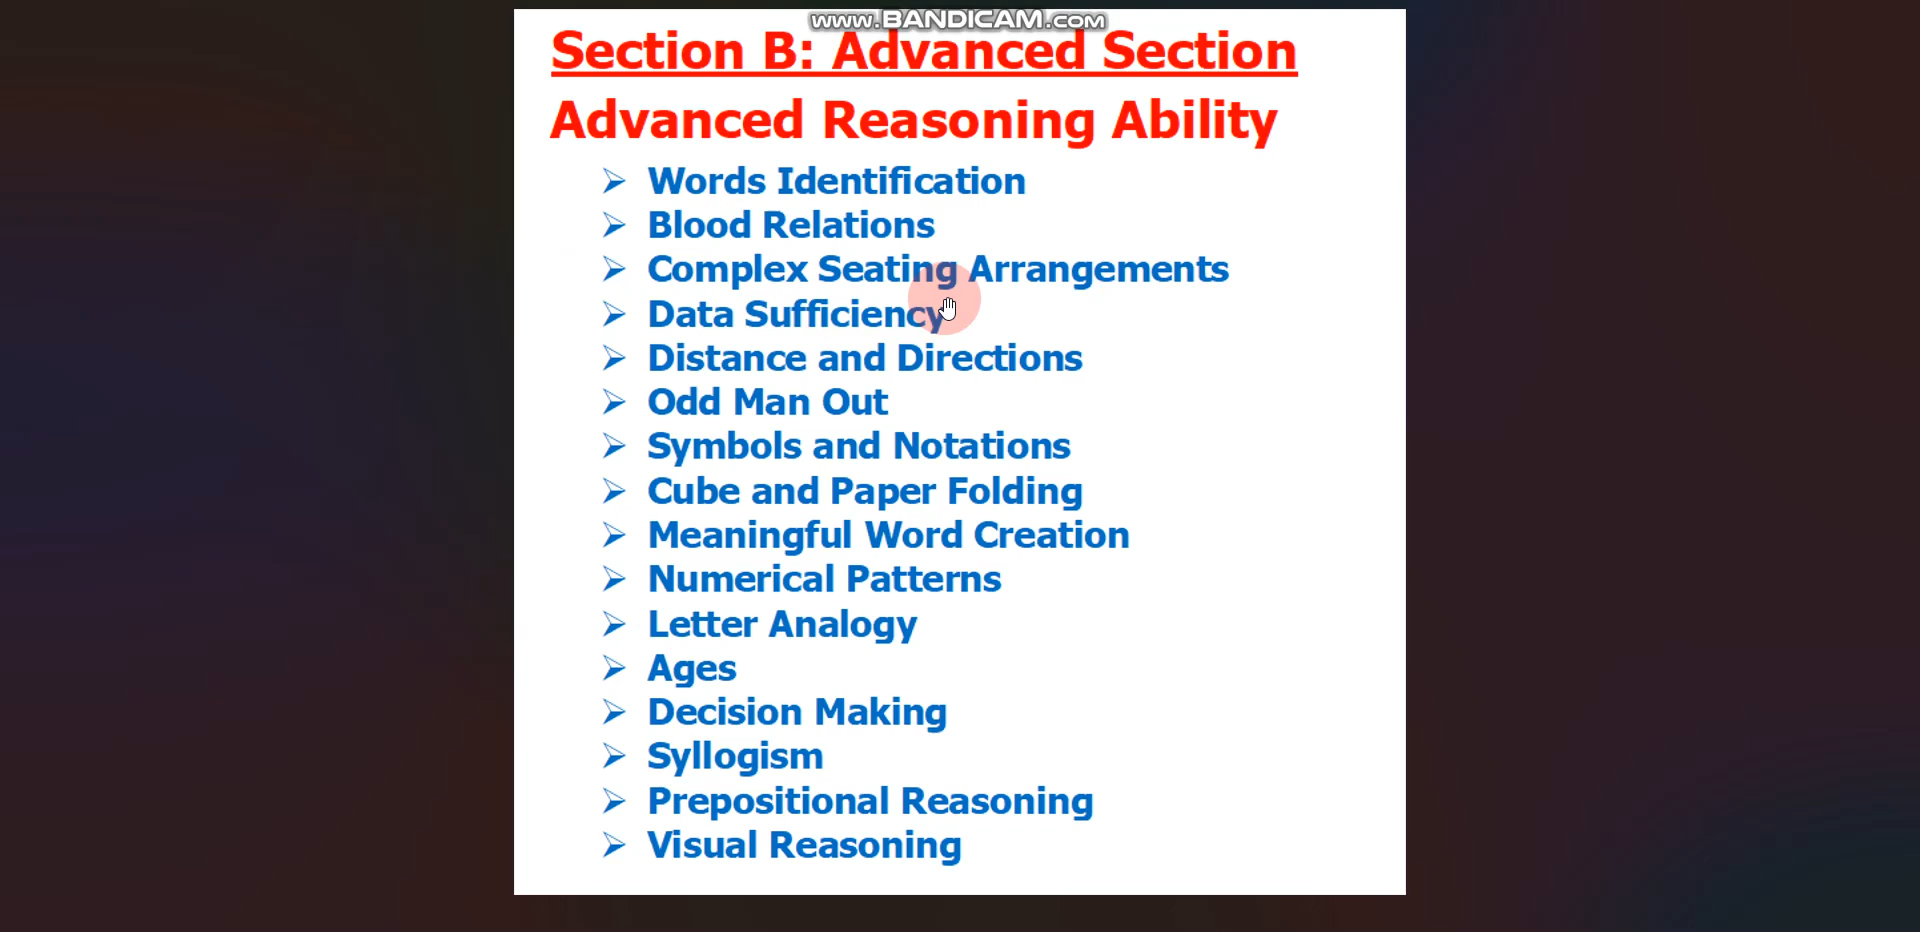 www.BANDICAM.com
Section B: Advanced Section
Advanced Reasoning Ability
➢ Words Identification
➢ Blood Relations
➢ Complex Seating Arrangements
➢ Data Sufficiency
➢ Distance and Directions
➢ Odd Man Out
➢ Symbols and Notations
➢ Cube and Paper Folding
➢ Meaningful Word Creation
➢ Numerical Patterns
➢ Letter Analogy
➢ Ages
➢ Decision Making
➢ Syllogism
➢ Prepositional Reasoning
➢ Visual Reasoning